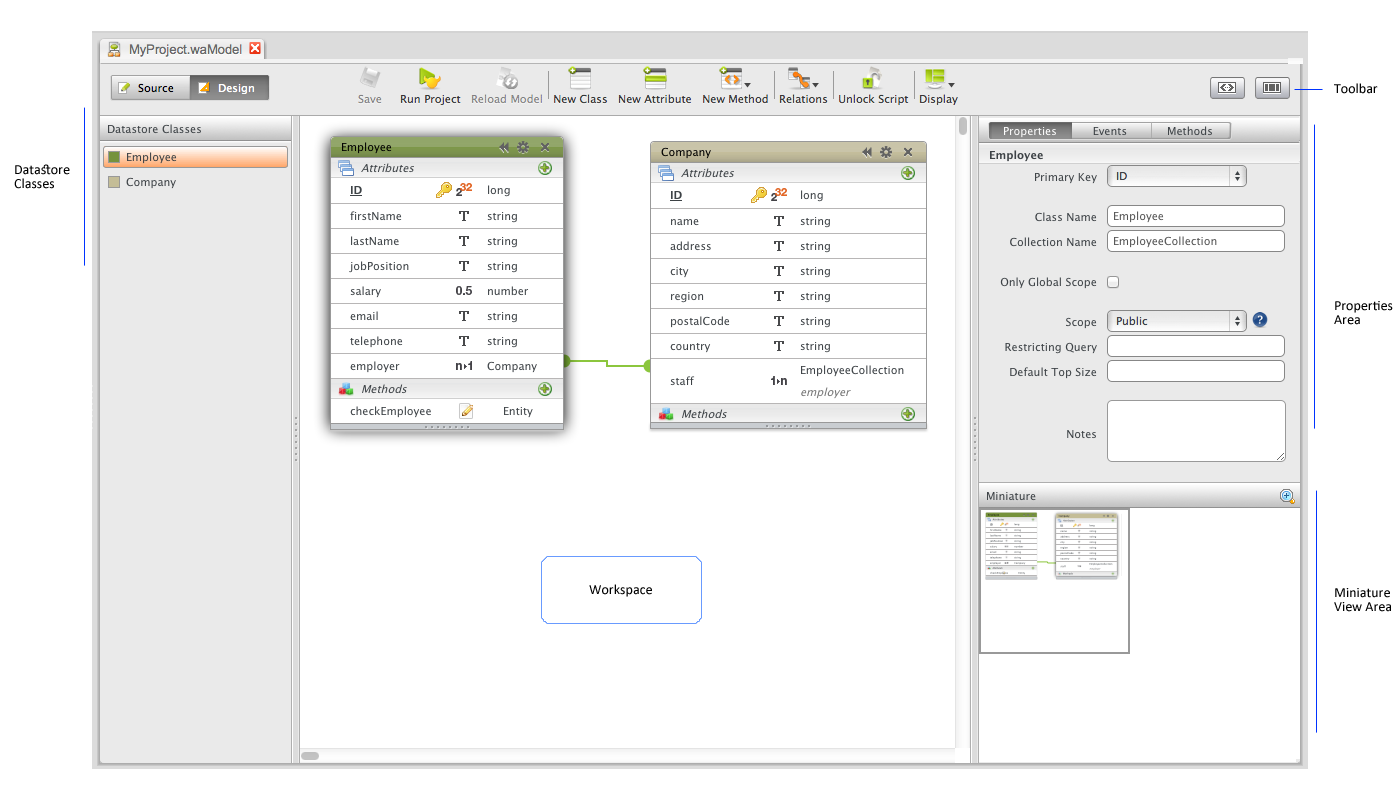 MyProject.waModel
Source Design
Save Run Project Reload Model New Class New Attribute New Method Relations Unlock Script Display
Toolbar
Datastore Classes
Datastore Classes
Employee
Company
Employee
Attributes
ID 2³² long
firstName T string
lastName T string
jobPosition T string
salary 0.5 number
email T string
telephone T string
employer n▸1 Company
Methods
checkEmployee Entity
Company
Attributes
ID 2³² long
name T string
address T string
city T string
region T string
postalCode T string
country T string
staff 1▸n EmployeeCollection
employer
Methods
Workspace
Properties Events Methods
Employee
Primary Key ID
Class Name Employee
Collection Name EmployeeCollection
Only Global Scope
Scope Public ?
Restricting Query
Default Top Size
Notes
Properties
Area
Miniature
Miniature
View Area